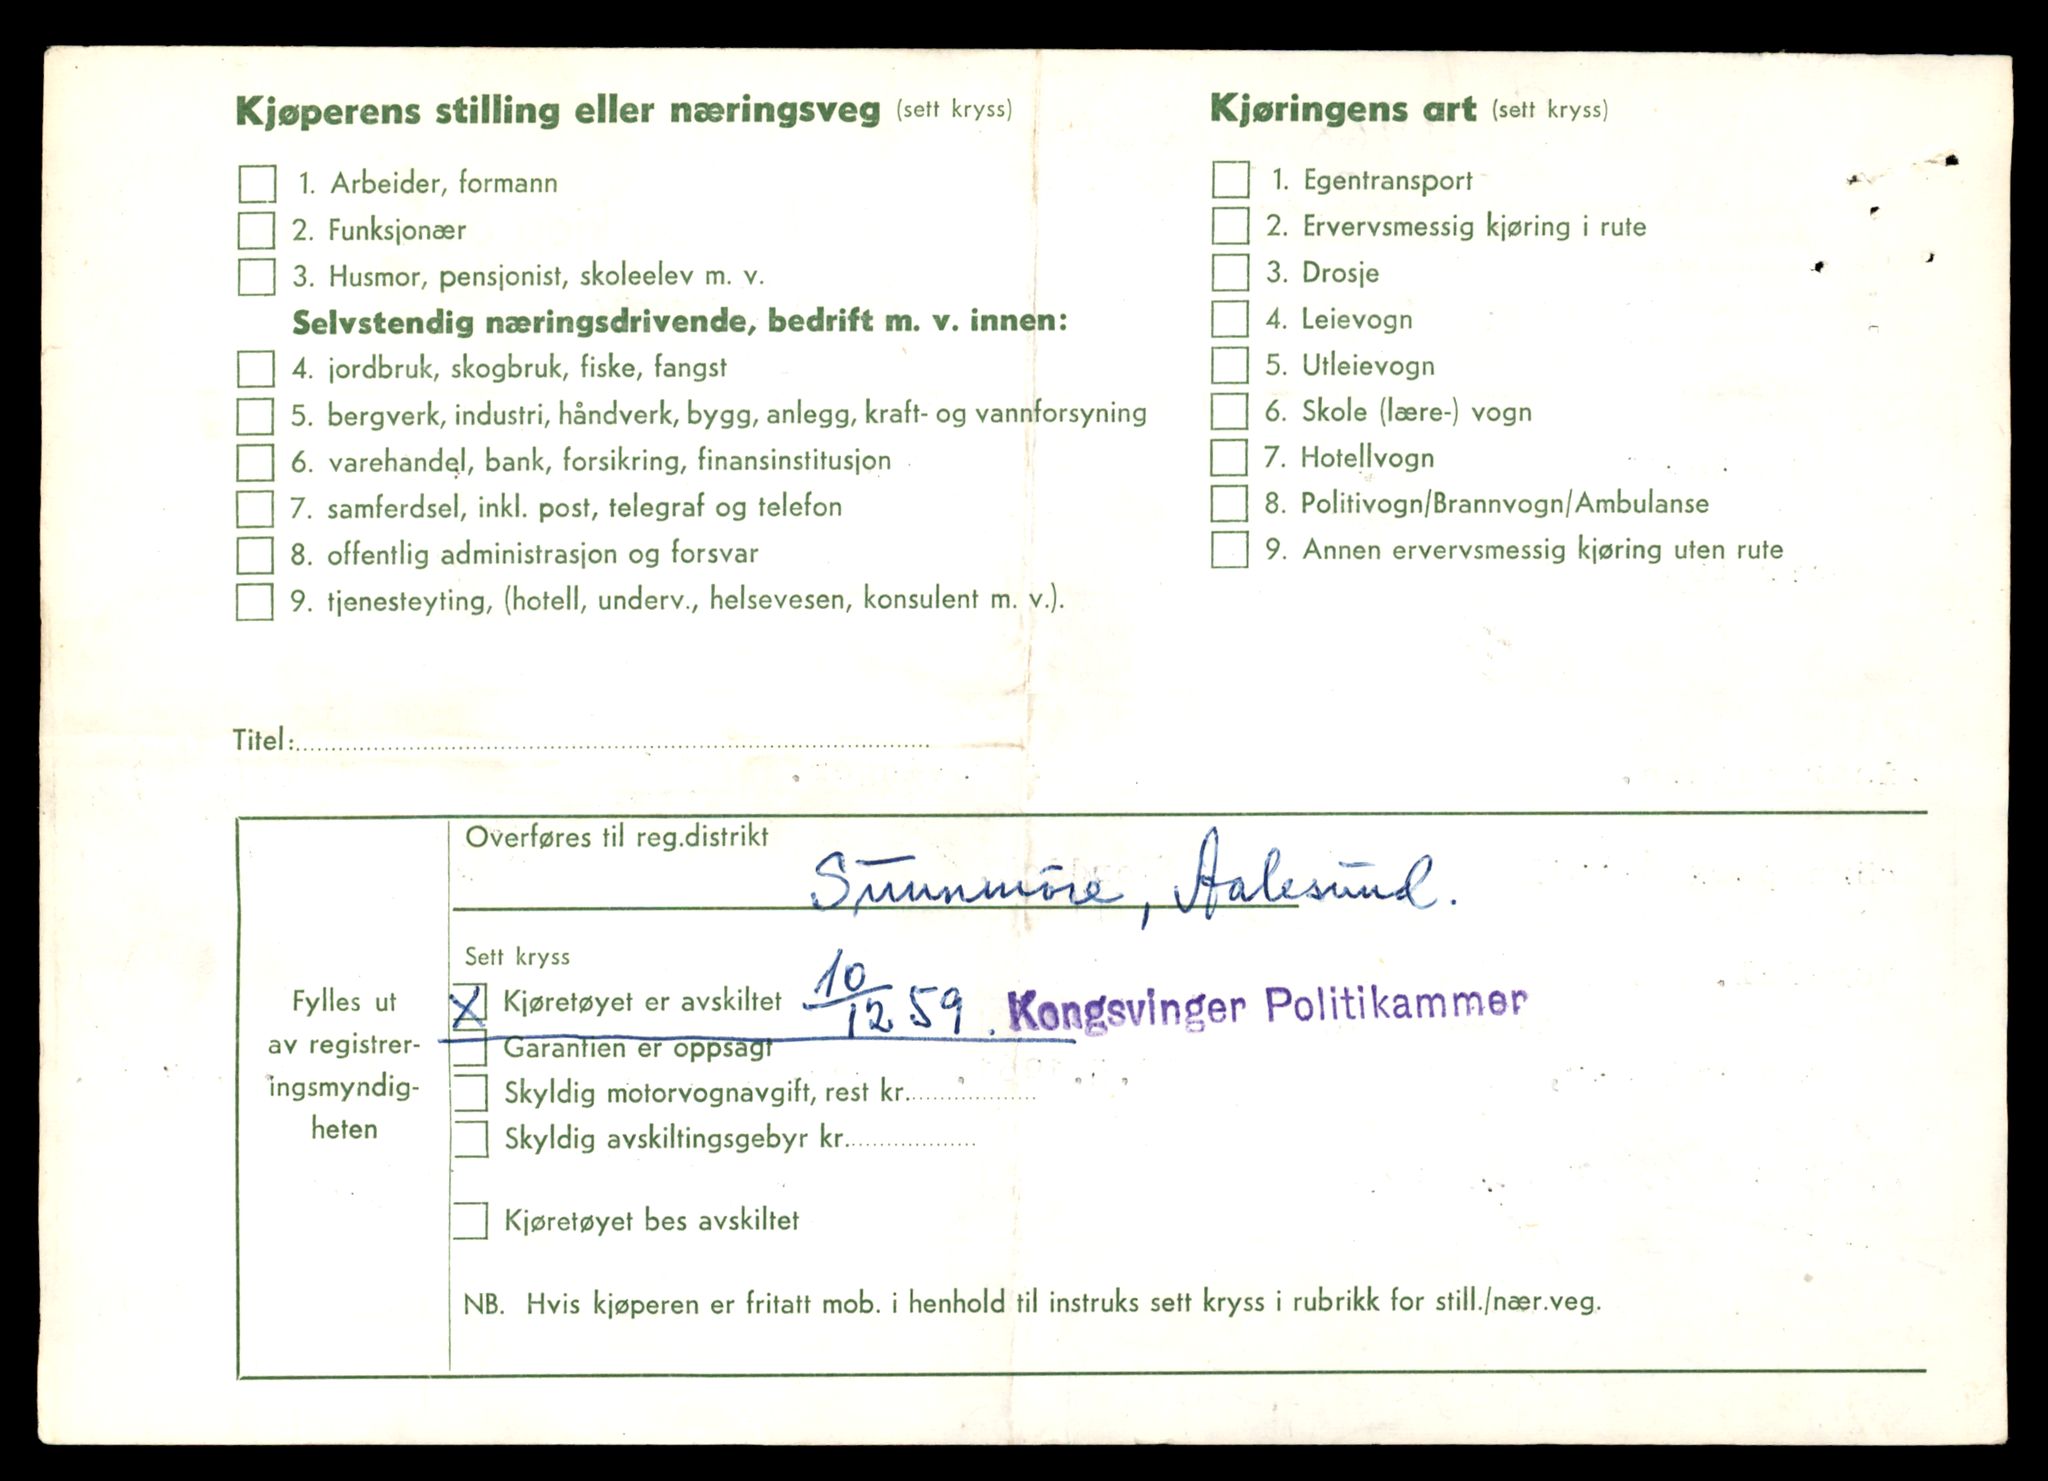 Kjøperens stilling eller næringsveg (sett kryss)
1. Arbeider, formann
2. Funksjonær
3. Husmor, pensjonist, skoleelev m. v.
Selvstendig næringsdrivende, bedrift m. v. innen:
4. jordbruk, skogbruk, fiske, fangst
5. bergverk, industri, håndverk, bygg, anlegg, kraft- og vannforsyning
6. varehandel, bank, forsikring, finansinstitusjon
7. samferdsel, inkl. post, telegraf og telefon
8. offentlig administrasjon og forsvar
9. tjenesteyting, (hotell, underv., helsevesen, konsulent m. v.).
Kjøringens art (sett kryss)
1. Egentransport
2. Ervervsmessig kjøring i rute
3. Drosje
4. Leievogn
5. Utleievogn
6. Skole (lære-) vogn
7. Hotellvogn
8. Politivogn/Brannvogn/Ambulanse
9. Annen ervervsmessig kjøring uten rute
Titel:
Fylles ut
av registrer-
ingsmyndig-
heten
Overføres til reg.distrikt
Sunnmöre, Aalesund.
Sett kryss
X Kjøretøyet er avskiltet 10/12 59. Kongsvinger Politikammer
Garantien er oppsagt
Skyldig motorvognavgift, rest kr.
Skyldig avskiltingsgebyr kr.
Kjøretøyet bes avskiltet
NB. Hvis kjøperen er fritatt mob. i henhold til instruks sett kryss i rubrikk for still./nær.veg.